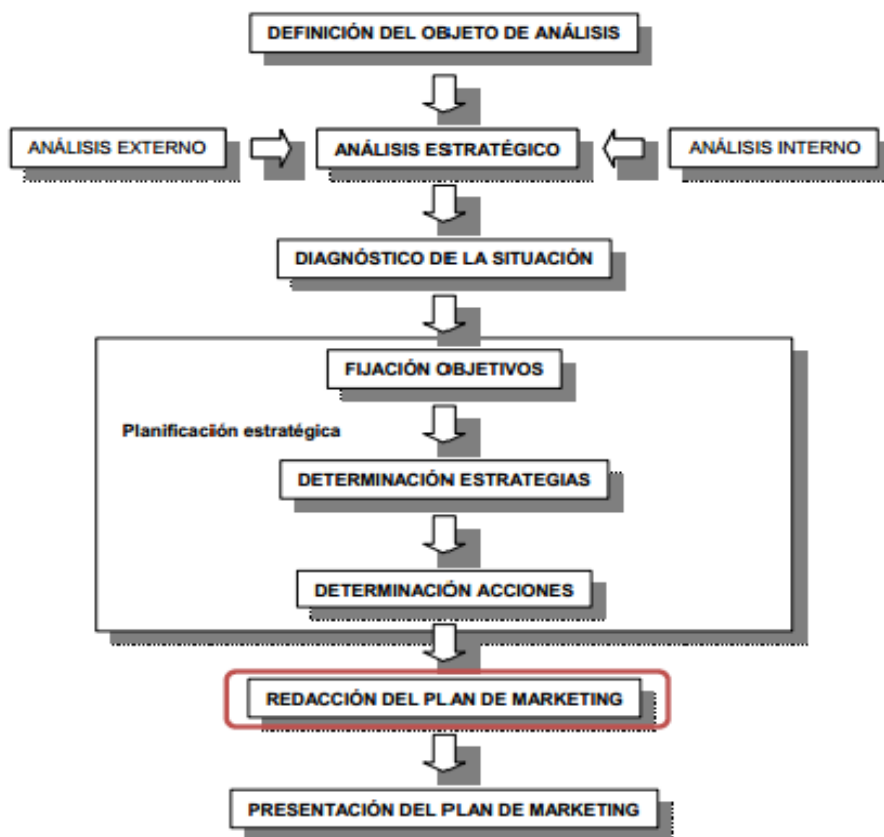 DEFINICIÓN DEL OBJETO DE ANÁLISIS
ANÁLISIS EXTERNO
ANÁLISIS ESTRATÉGICO
ANÁLISIS INTERNO
DIAGNÓSTICO DE LA SITUACIÓN
FIJACIÓN OBJETIVOS
Planificación estratégica
DETERMINACIÓN ESTRATEGIAS
DETERMINACIÓN ACCIONES
REDACCIÓN DEL PLAN DE MARKETING
PRESENTACIÓN DEL PLAN DE MARKETING